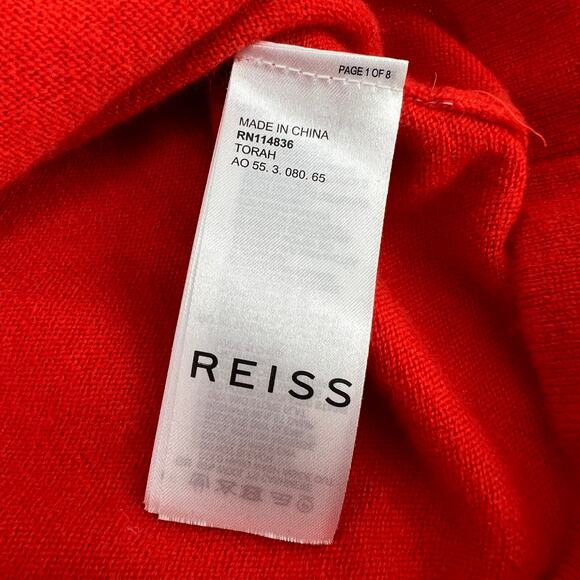 PAGE 1 OF 8
MADE IN CHINA
RN114836
TORAH
AO 55. 3. 080. 65
REISS